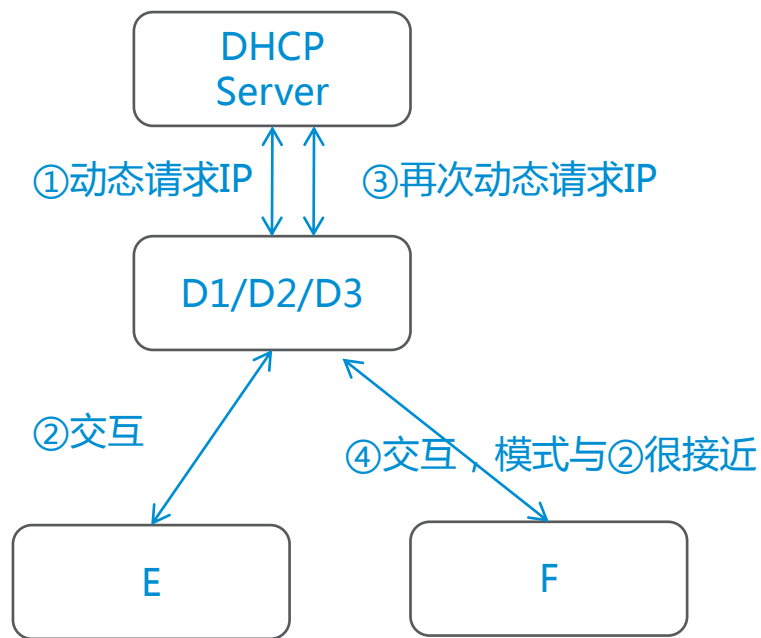 DHCP
Server
①动态请求IP
③再次动态请求IP
D1/D2/D3
②交互
④交互，模式与②很接近
E
F